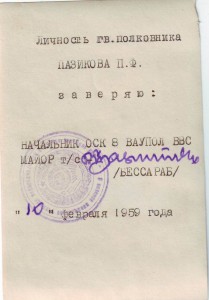 Личность гв.полковника
ПАЗИКОВА П.Ф.
заверяю:
НАЧАЛЬНИК ОСК 8 ВАУПОЛ ВВС
МАЙОР т/с
/БЕССАРАБ/
"10" февраля 1959 года